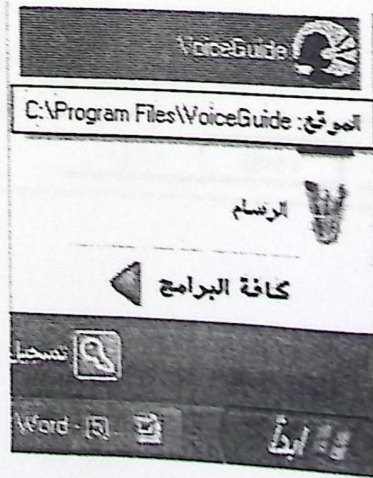 VoiceGuide
الموقع: C:\Program Files\VoiceGuide
الرسام
كافة البرامج
تسجيل
ابدأ
Word - [5]